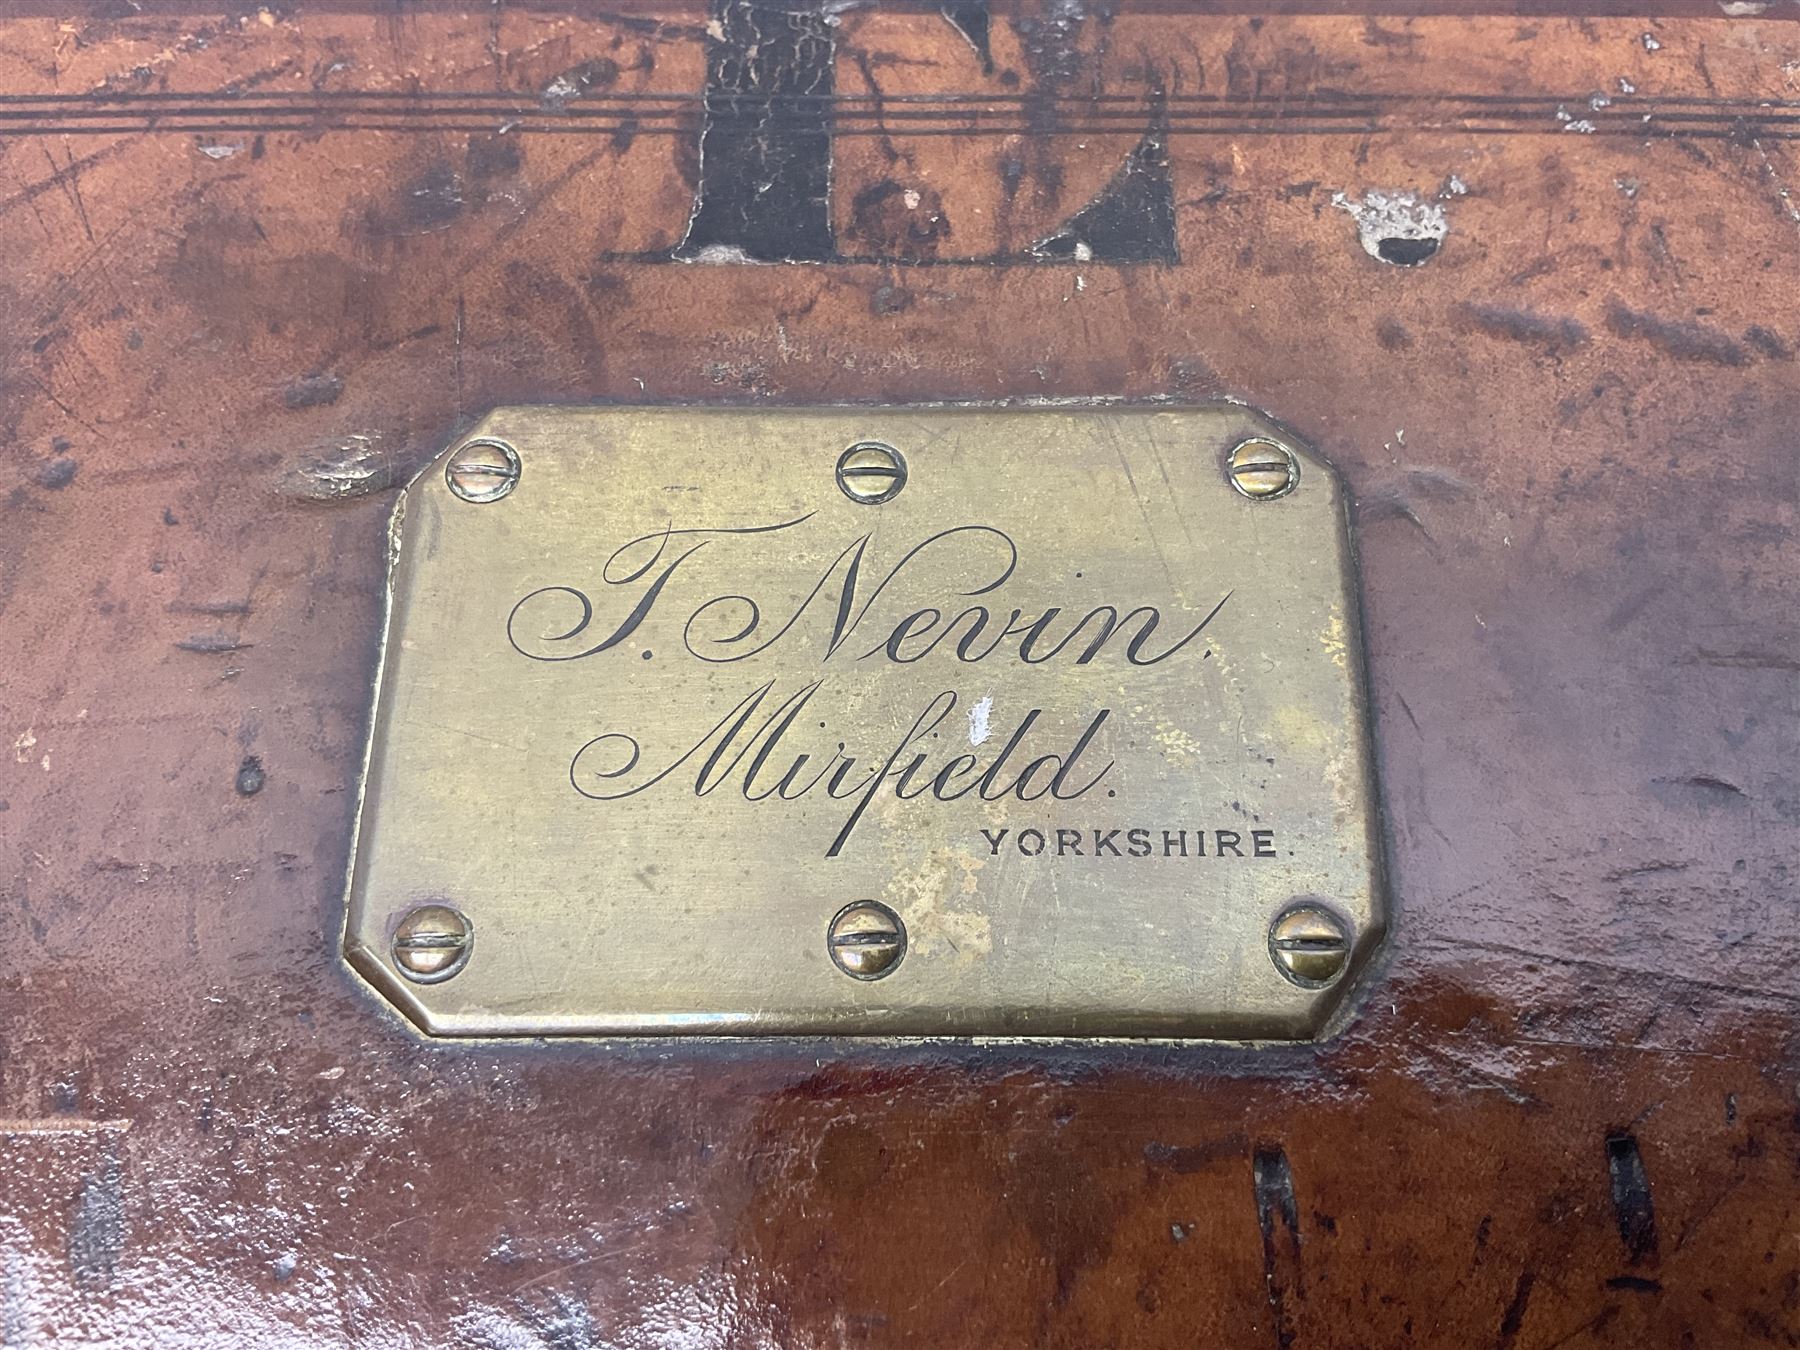 T. Nevin.
Mirfield.
YORKSHIRE.